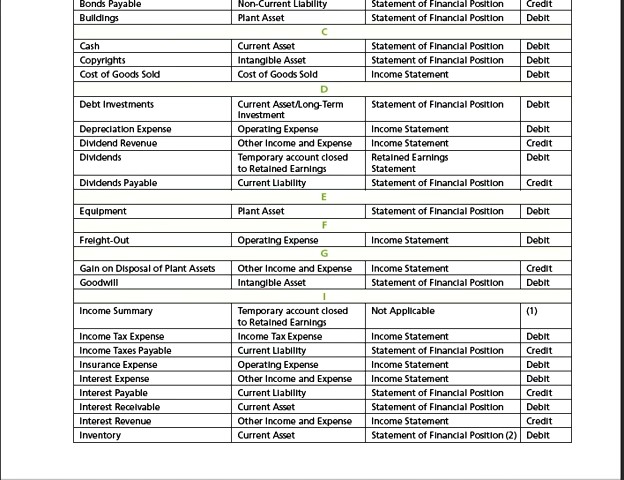 Bonds Payable Non-Current Liability Statement of Financial Position Credit
Buildings Plant Asset Statement of Financial Position Debit
C
Cash Current Asset Statement of Financial Position Debit
Copyrights Intangible Asset Statement of Financial Position Debit
Cost of Goods Sold Cost of Goods Sold Income Statement Debit
D
Debt Investments Current Asset/Long-Term Statement of Financial Position Debit
Investment
Depreciation Expense Operating Expense Income Statement Debit
Dividend Revenue Other Income and Expense Income Statement Credit
Dividends Temporary account closed Retained Earnings Debit
to Retained Earnings Statement
Dividends Payable Current Liability Statement of Financial Position Credit
E
Equipment Plant Asset Statement of Financial Position Debit
F
Freight-Out Operating Expense Income Statement Debit
G
Gain on Disposal of Plant Assets Other Income and Expense Income Statement Credit
Goodwill Intangible Asset Statement of Financial Position Debit
I
Income Summary Temporary account closed Not Applicable (1)
to Retained Earnings
Income Tax Expense Income Tax Expense Income Statement Debit
Income Taxes Payable Current Liability Statement of Financial Position Credit
Insurance Expense Operating Expense Income Statement Debit
Interest Expense Other Income and Expense Income Statement Debit
Interest Payable Current Liability Statement of Financial Position Credit
Interest Receivable Current Asset Statement of Financial Position Debit
Interest Revenue Other Income and Expense Income Statement Credit
Inventory Current Asset Statement of Financial Position (2) Debit